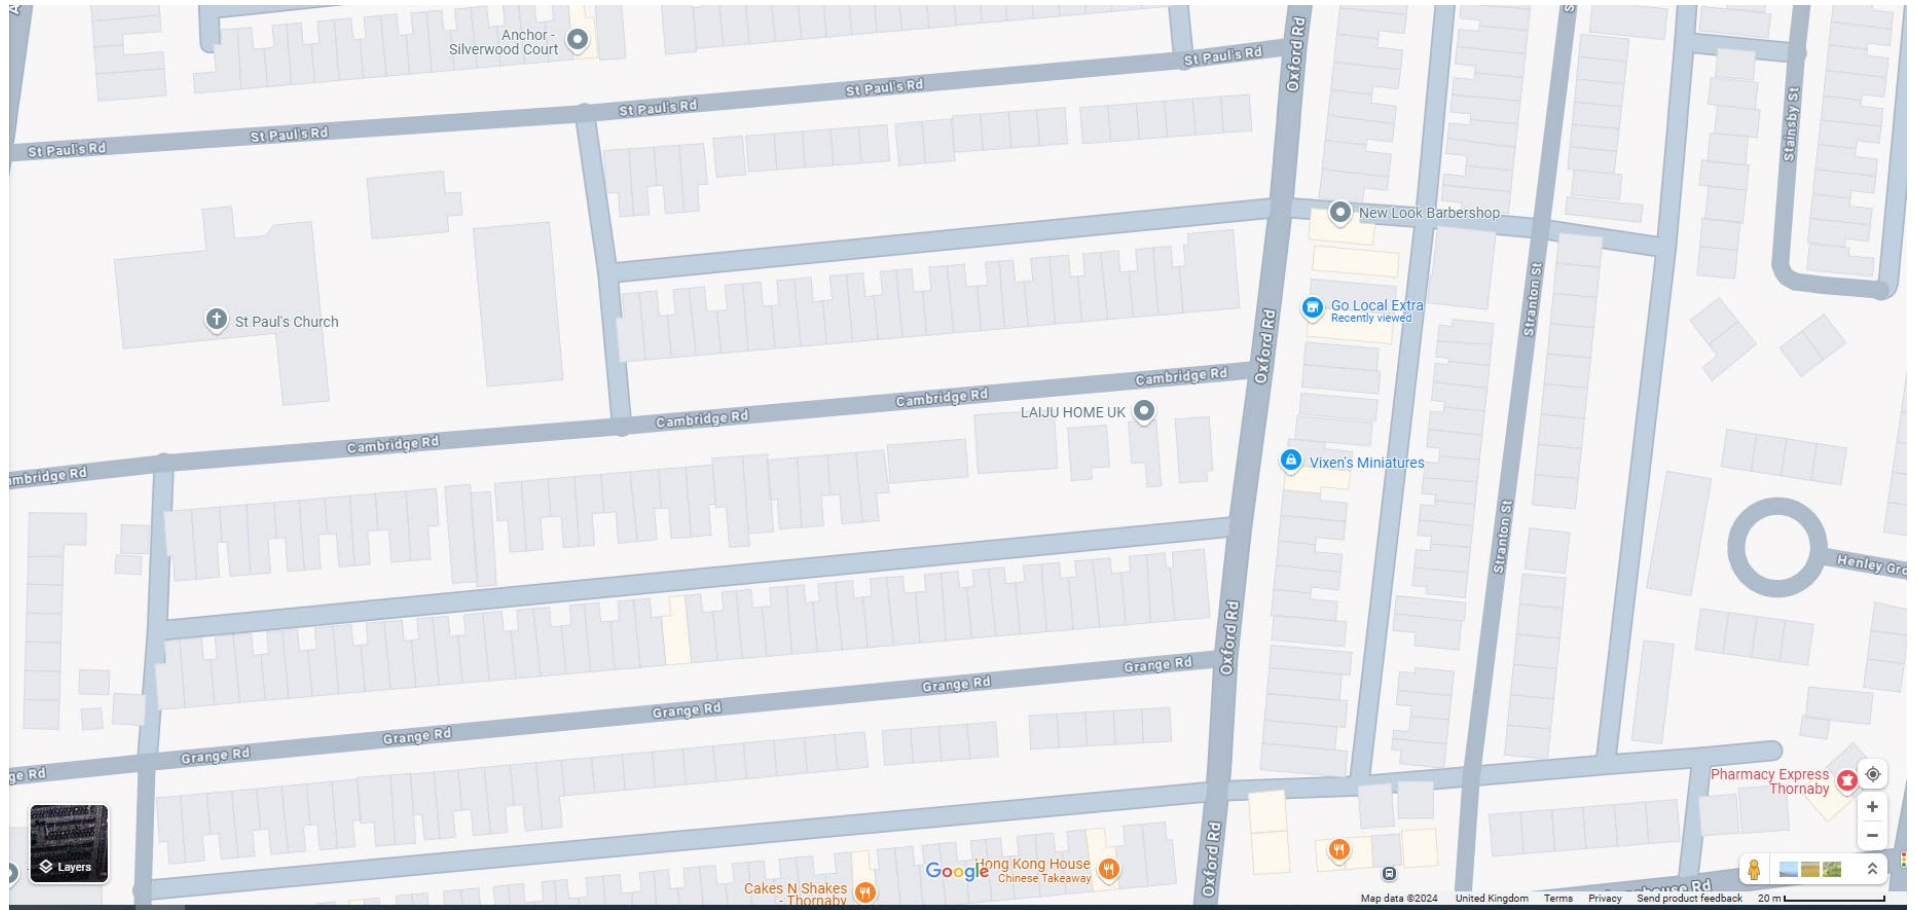 Anchor -
Silverwood Court
St Paul's Rd
St Paul's Rd
St Paul's Rd
St Paul's Rd
St Paul's Rd
Oxford Rd
Stainsby St
New Look Barbershop
St Paul's Church
Go Local Extra
Recently viewed
Stranton St
Oxford Rd
Cambridge Rd
Cambridge Rd
LAIJU HOME UK
Cambridge Rd
Cambridge Rd
mbridge Rd
Vixen's Miniatures
Stranton St
Henley Gro
Oxford Rd
Grange Rd
Grange Rd
Grange Rd
Grange Rd
Grange Rd
ge Rd
Pharmacy Express
Thornaby
Layers
Oxford Rd
Google
Hong Kong House
Chinese Takeaway
Cakes N Shakes
- Thornaby
house Rd
Map data ©2024 United Kingdom Terms Privacy Send product feedback 20 m